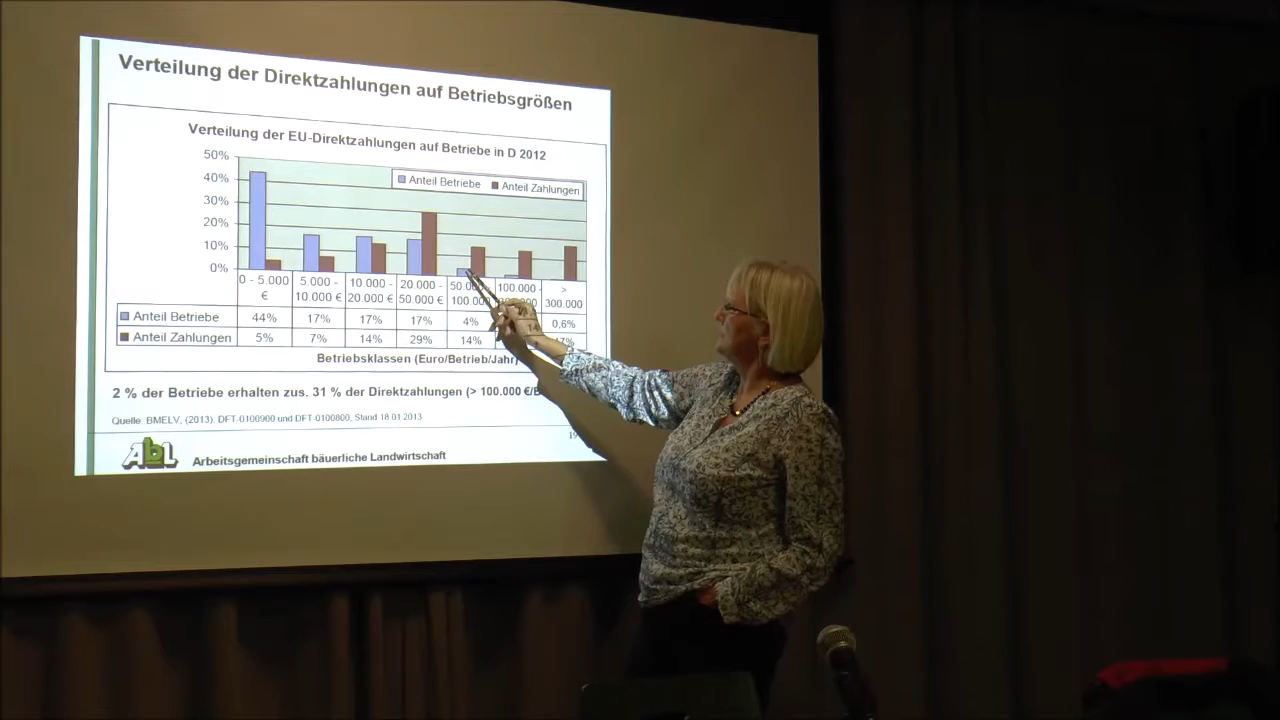 Verteilung der Direktzahlungen auf Betriebsgrößen
Verteilung der EU-Direktzahlungen auf Betriebe in D 2012
50%
40%
30%
20%
10%
0%
Anteil Betriebe Anteil Zahlungen
0 - 5.000 5.000 - 10.000 - 20.000 - 100.000 - >
€ 10.000 € 20.000 € 50.000 € 100.000 300.000
Anteil Betriebe 44% 17% 17% 17% 4% 0,6%
Anteil Zahlungen 5% 7% 14% 29% 14%
Betriebsklassen (Euro/Betrieb/Jahr)
2 % der Betriebe erhalten zus. 31 % der Direktzahlungen (> 100.000
Quelle: BMELV, (2013): DFT-0100900 und DFT-0100800, Stand 18.01.2013
19
AbL Arbeitsgemeinschaft bäuerliche Landwirtschaft